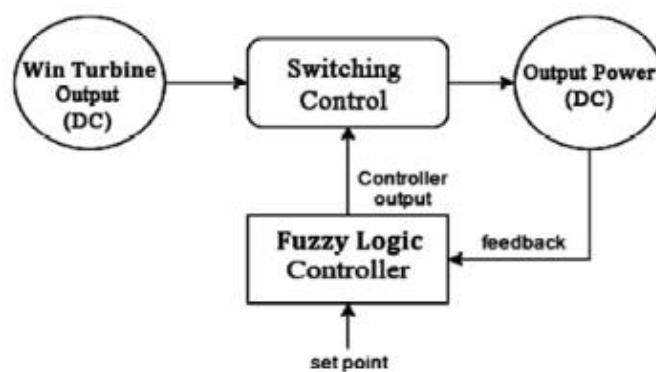 Win Turbine
Output
(DC)
Switching
Control
Output Power
(DC)
Controller
output
Fuzzy Logic
Controller
feedback
set point